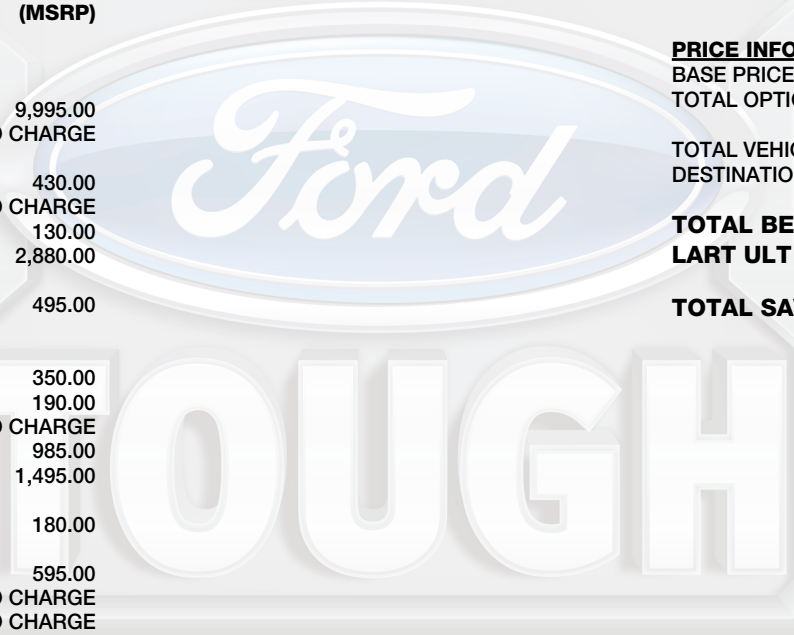 (MSRP)
9,995.00
CHARGE
430.00
CHARGE
130.00
2,880.00
495.00
350.00
190.00
CHARGE
985.00
1,495.00
180.00
595.00
CHARGE
CHARGE
PRICE INFO
BASE PRICE
TOTAL OPTIO
TOTAL VEHIC
DESTINATIO
TOTAL BE
LART ULT
TOTAL SA
Ford
TOUGH